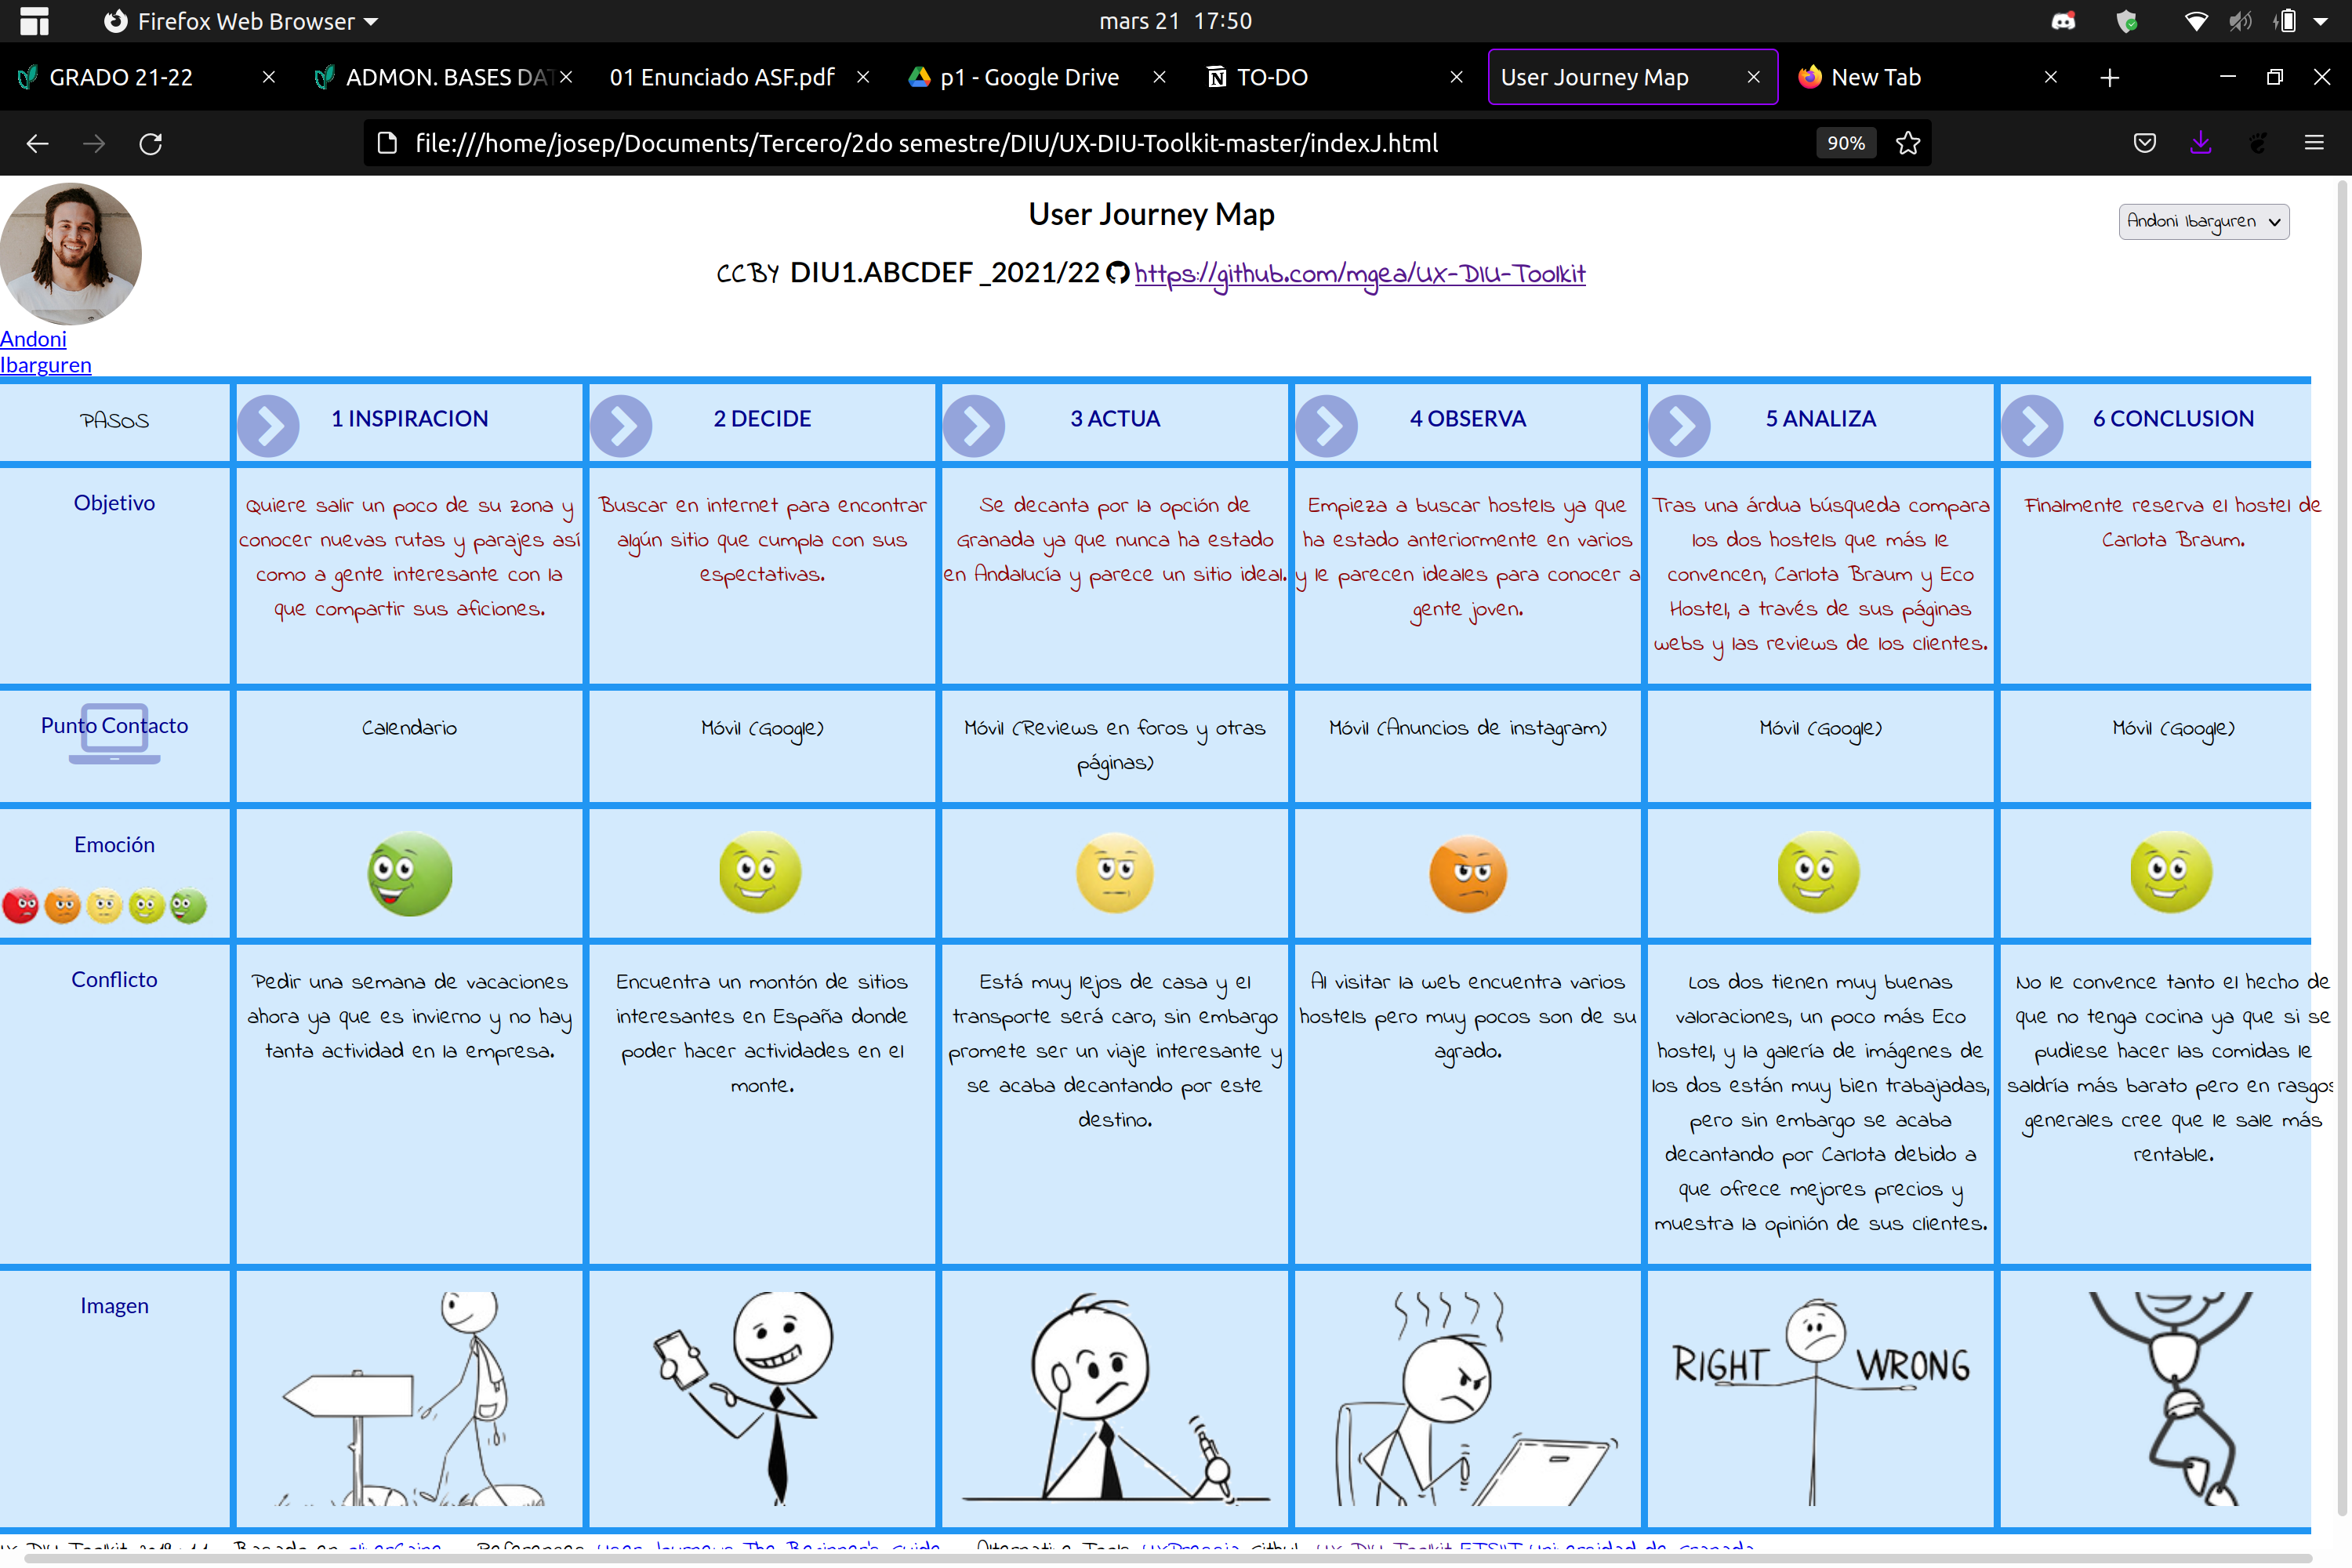 Firefox Web Browser
mars 21 17:50
GRADO 21-22
ADMON. BASES DAT
01 Enunciado ASF.pdf
p1 - Google Drive
TO-DO
User Journey Map
New Tab
file:///home/josep/Documents/Tercero/2do semestre/DIU/UX-DIU-Toolkit-master/indexJ.html
90%
User Journey Map
Andoni Ibarguren
CCBY DIU1.ABCDEF _2021/22 https://github.com/mgea/UX-DIU-Toolkit
Andoni
Ibarguren
PASOS
1 INSPIRACION
2 DECIDE
3 ACTUA
4 OBSERVA
5 ANALIZA
6 CONCLUSION
Objetivo
Quiere salir un poco de su zona y
conocer nuevas rutas y parajes así
como a gente interesante con la
que compartir sus aficiones.
Buscar en internet para encontrar
algún sitio que cumpla con sus
espectativas.
Se decanta por la opción de
Granada ya que nunca ha estado
en Andalucía y parece un sitio ideal.
Empieza a buscar hostels ya que
ha estado anteriormente en varios
y le parecen ideales para conocer a
gente joven.
Tras una árdua búsqueda compara
los dos hostels que más le
convencen, Carlota Braum y Eco
Hostel, a través de sus páginas
webs y las reviews de los clientes.
Finalmente reserva el hostel de
Carlota Braum.
Punto Contacto
Calendario
Móvil (Google)
Móvil (Reviews en foros y otras
páginas)
Móvil (Anuncios de instagram)
Móvil (Google)
Móvil (Google)
Emoción
Conflicto
Pedir una semana de vacaciones
ahora ya que es invierno y no hay
tanta actividad en la empresa.
Encuentra un montón de sitios
interesantes en España donde
poder hacer actividades en el
monte.
Está muy lejos de casa y el
transporte será caro, sin embargo
promete ser un viaje interesante y
se acaba decantando por este
destino.
Al visitar la web encuentra varios
hostels pero muy pocos son de su
agrado.
Los dos tienen muy buenas
valoraciones, un poco más Eco
hostel, y la galería de imágenes de
los dos están muy bien trabajadas,
pero sin embargo se acaba
decantando por Carlota debido a
que ofrece mejores precios y
muestra la opinión de sus clientes.
No le convence tanto el hecho de
que no tenga cocina ya que si se
pudiese hacer las comidas le
saldría más barato pero en rasgos
generales cree que le sale más
rentable.
Imagen
RIGHT WRONG